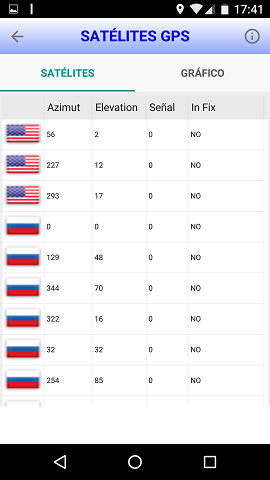 17:41
SATÉLITES GPS
SATÉLITES GRÁFICO
Azimut Elevation Señal In Fix
56 2 0 NO
227 12 0 NO
293 17 0 NO
0 0 0 NO
129 48 0 NO
344 70 0 NO
322 16 0 NO
32 32 0 NO
254 85 0 NO